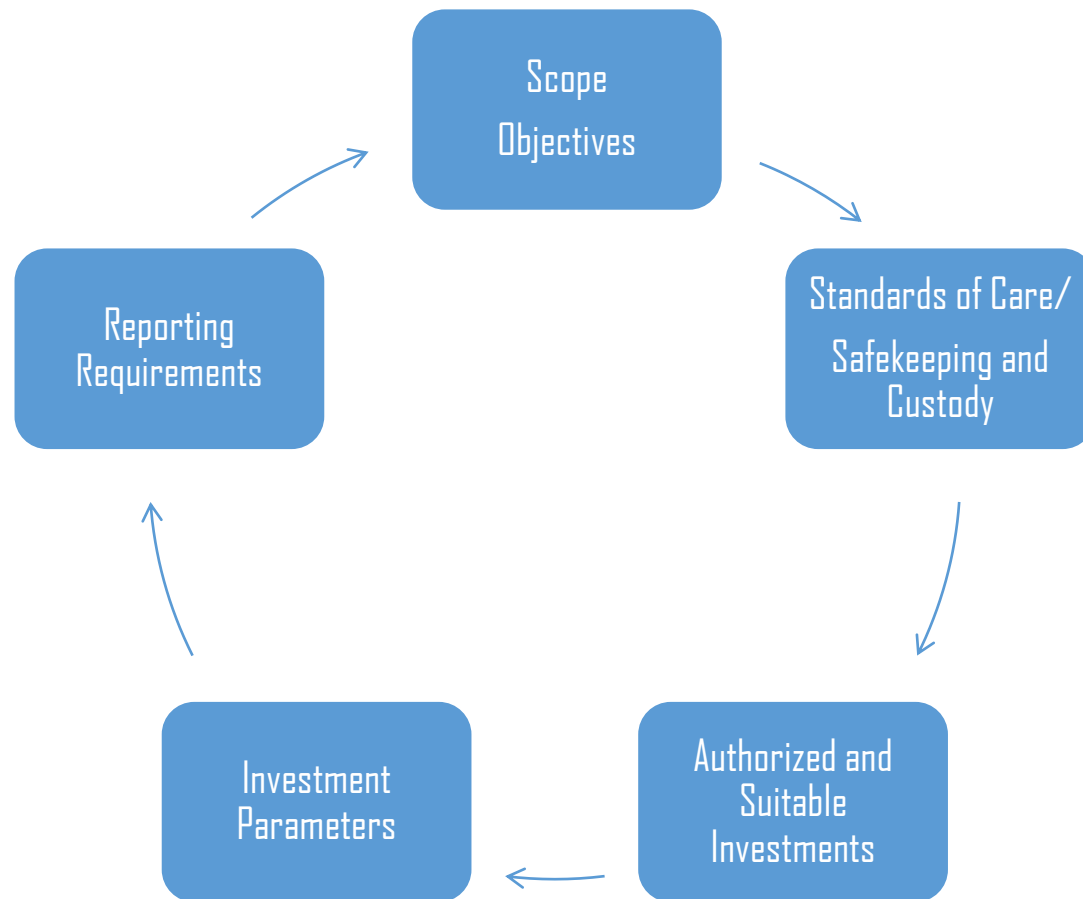 Scope
Objectives
Standards of Care/
Safekeeping and
Custody
Authorized and
Suitable
Investments
Investment
Parameters
Reporting
Requirements